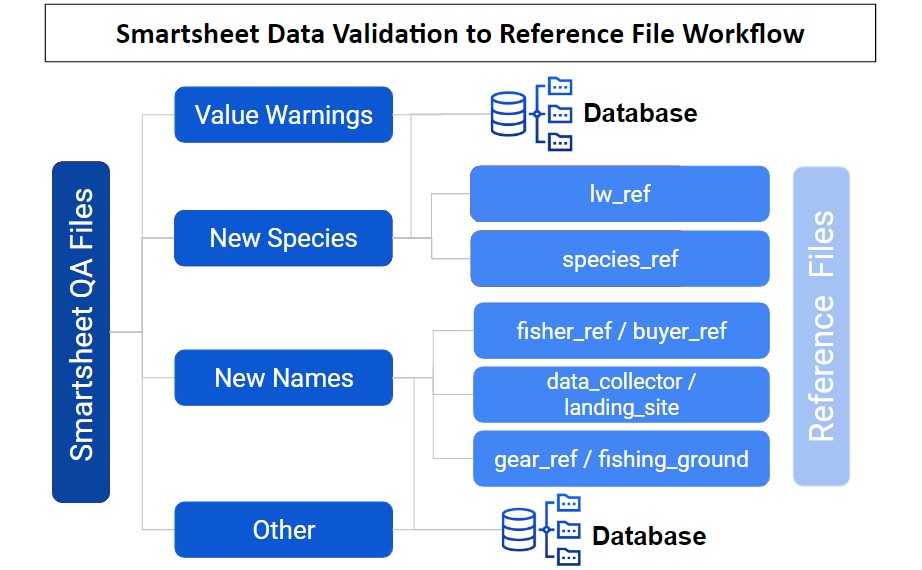 Smartsheet Data Validation to Reference File Workflow
Smartsheet QA Files
Value Warnings
Database
New Species
lw_ref
species_ref
New Names
fisher_ref / buyer_ref
data_collector /
landing_site
gear_ref / fishing_ground
Reference Files
Other
Database